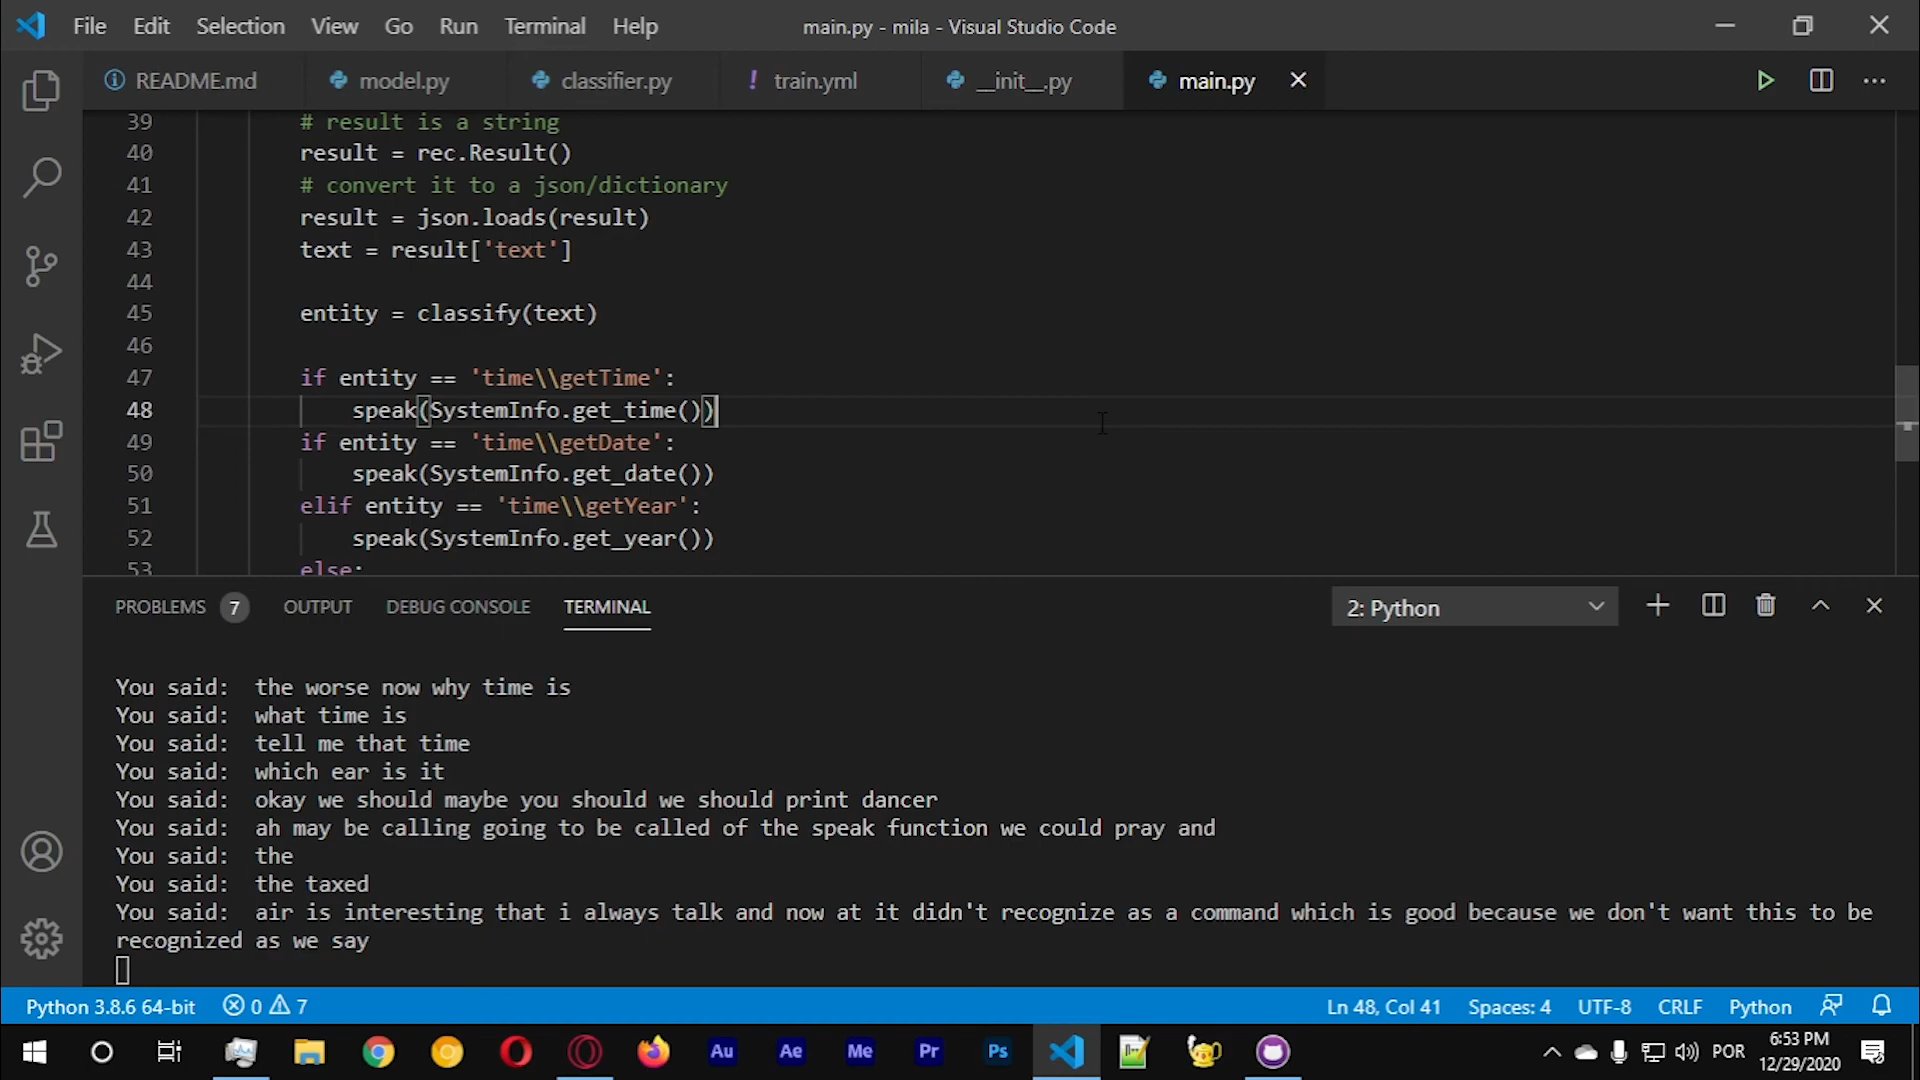 File Edit Selection View Go Run Terminal Help main.py - mila - Visual Studio Code
README.md model.py classifier.py ! train.yml __init__.py main.py
39 # result is a string
40 result = rec.Result()
41 # convert it to a json/dictionary
42 result = json.loads(result)
43 text = result['text']
44
45 entity = classify(text)
46
47 if entity == 'time\\getTime':
48 speak(SystemInfo.get_time())
49 if entity == 'time\\getDate':
50 speak(SystemInfo.get_date())
51 elif entity == 'time\\getYear':
52 speak(SystemInfo.get_year())
53 else:
PROBLEMS 7 OUTPUT DEBUG CONSOLE TERMINAL 2: Python
You said:  the worse now why time is
You said:  what time is
You said:  tell me that time
You said:  which ear is it
You said:  okay we should maybe you should we should print dancer
You said:  ah may be calling going to be called of the speak function we could pray and
You said:  the
You said:  the taxed
You said:  air is interesting that i always talk and now at it didn't recognize as a command which is good because we don't want this to be
recognized as we say
Python 3.8.6 64-bit 0 7 Ln 48, Col 41 Spaces: 4 UTF-8 CRLF Python
Au Ae Me Pr Ps POR 6:53 PM
12/29/2020